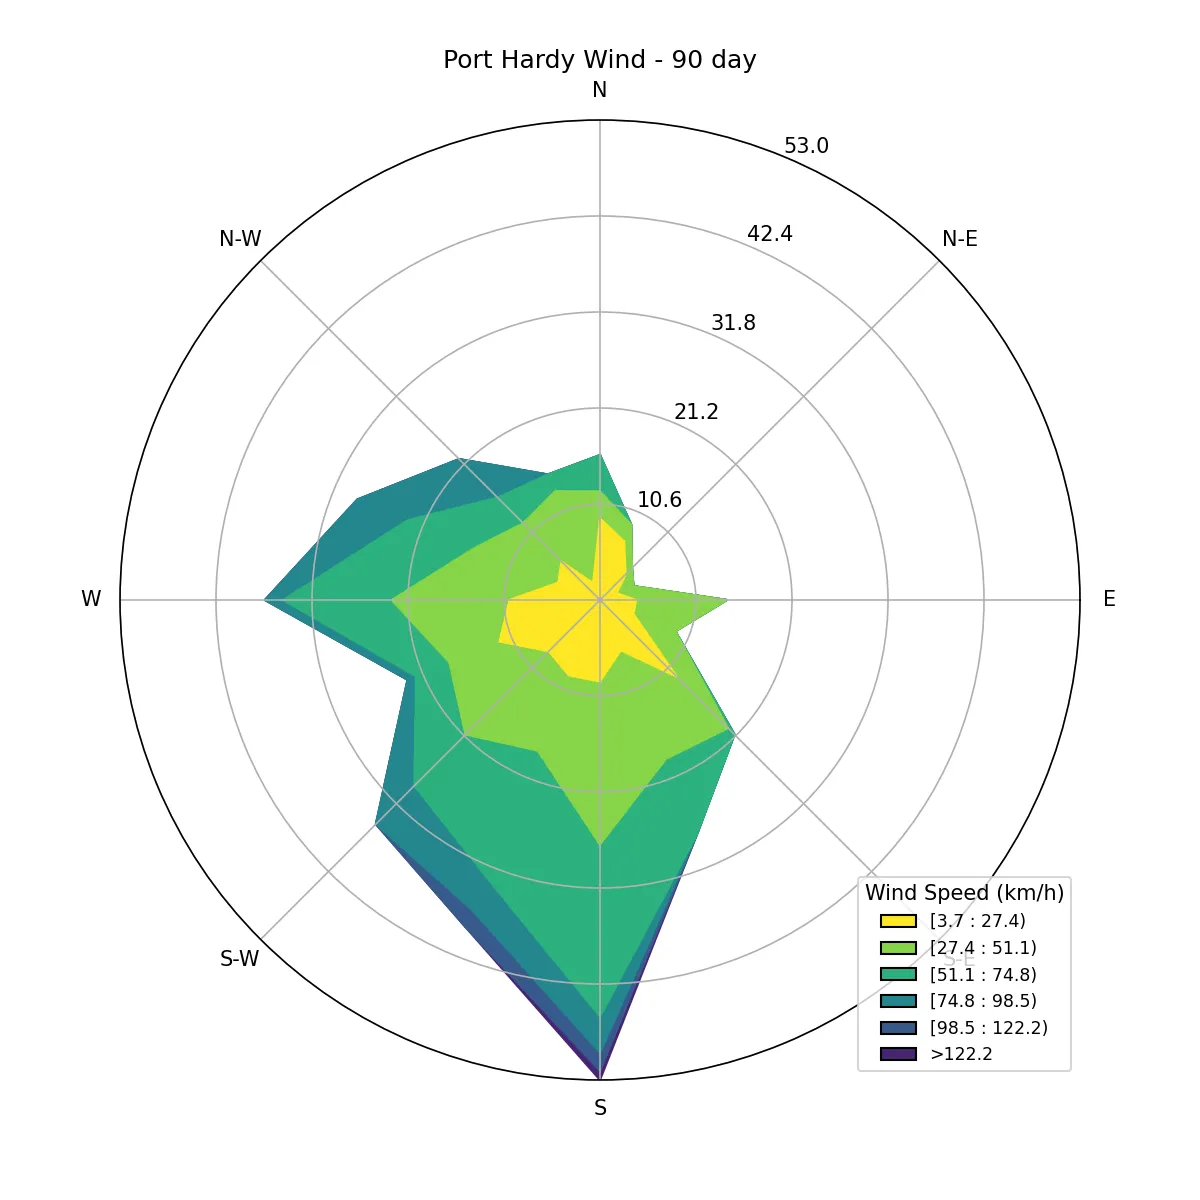 Port Hardy Wind - 90 day
N
53.0
N-W
N-E
42.4
31.8
21.2
10.6
W
E
Wind Speed (km/h)
[3.7 : 27.4)
[27.4 : 51.1)
S-W
S-E
[51.1 : 74.8)
[74.8 : 98.5)
[98.5 : 122.2)
>122.2
S